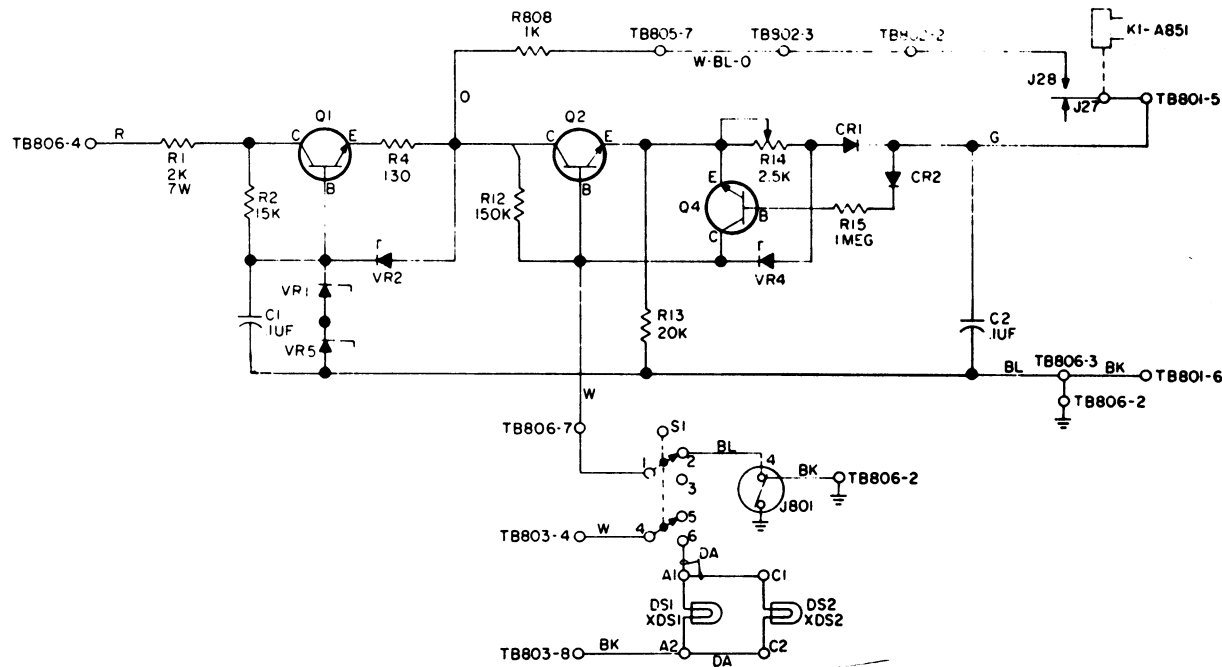 R808
1K
TB805-7
TB902-3
W-BL-O
K1-A851
J28
J27
TB801-5
O
Q1
Q2
TB806-4
R
R1
2K
7W
C
E
B
R4
130
C
E
B
R14
2.5K
CR1
G
CR2
R2
15K
R12
150K
E
Q4
B
C
R15
1MEG
VR2
VR4
VR1
VR5
C1
.1UF
R13
20K
C2
.1UF
BL
TB806-3
BK
TB801-6
TB806-2
W
TB806-7
S1
1
2
BL
4
3
BK
TB806-2
J801
TB803-4
W
4
5
6
DA
A1
C1
DS1
XDS1
DS2
XDS2
TB803-8
BK
A2
DA
C2